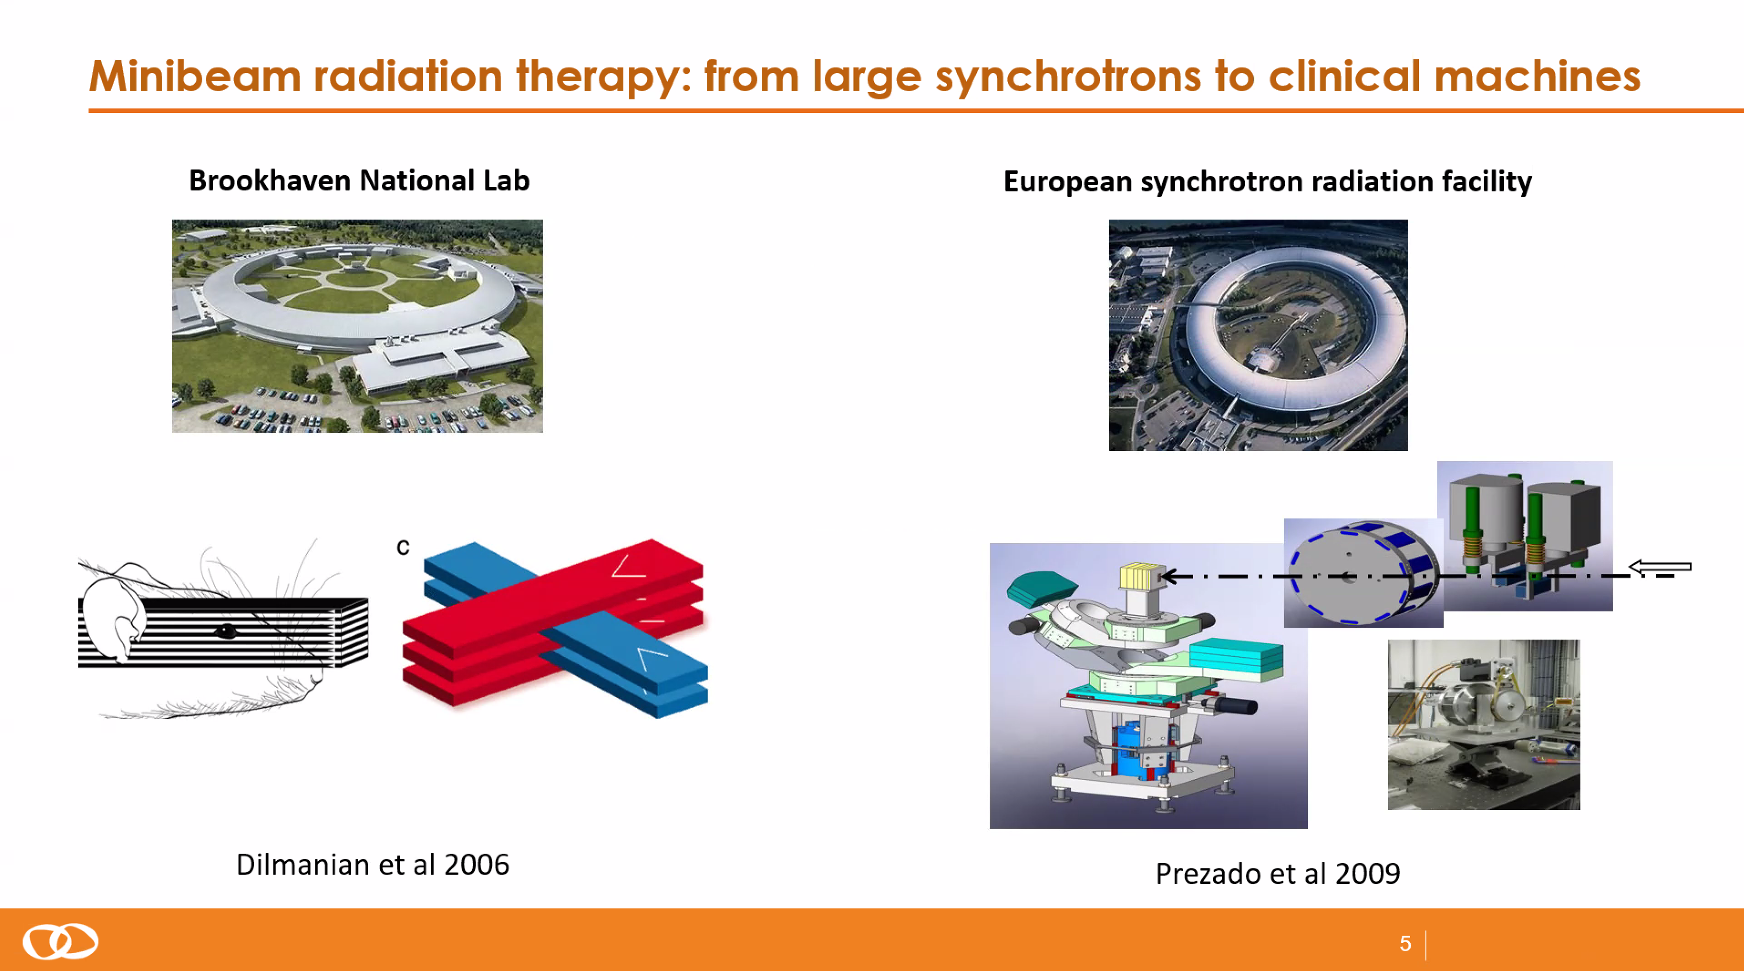 Minibeam radiation therapy: from large synchrotrons to clinical machines
Brookhaven National Lab
European synchrotron radiation facility
C
Dilmanian et al 2006
Prezado et al 2009
5